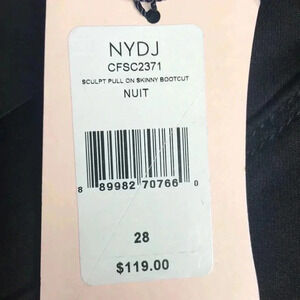 NYDJ
CFSC2371
SCULPT PULL ON SKINNY BOOTCUT
NUIT
8 89982 70766 0
28
$119.00